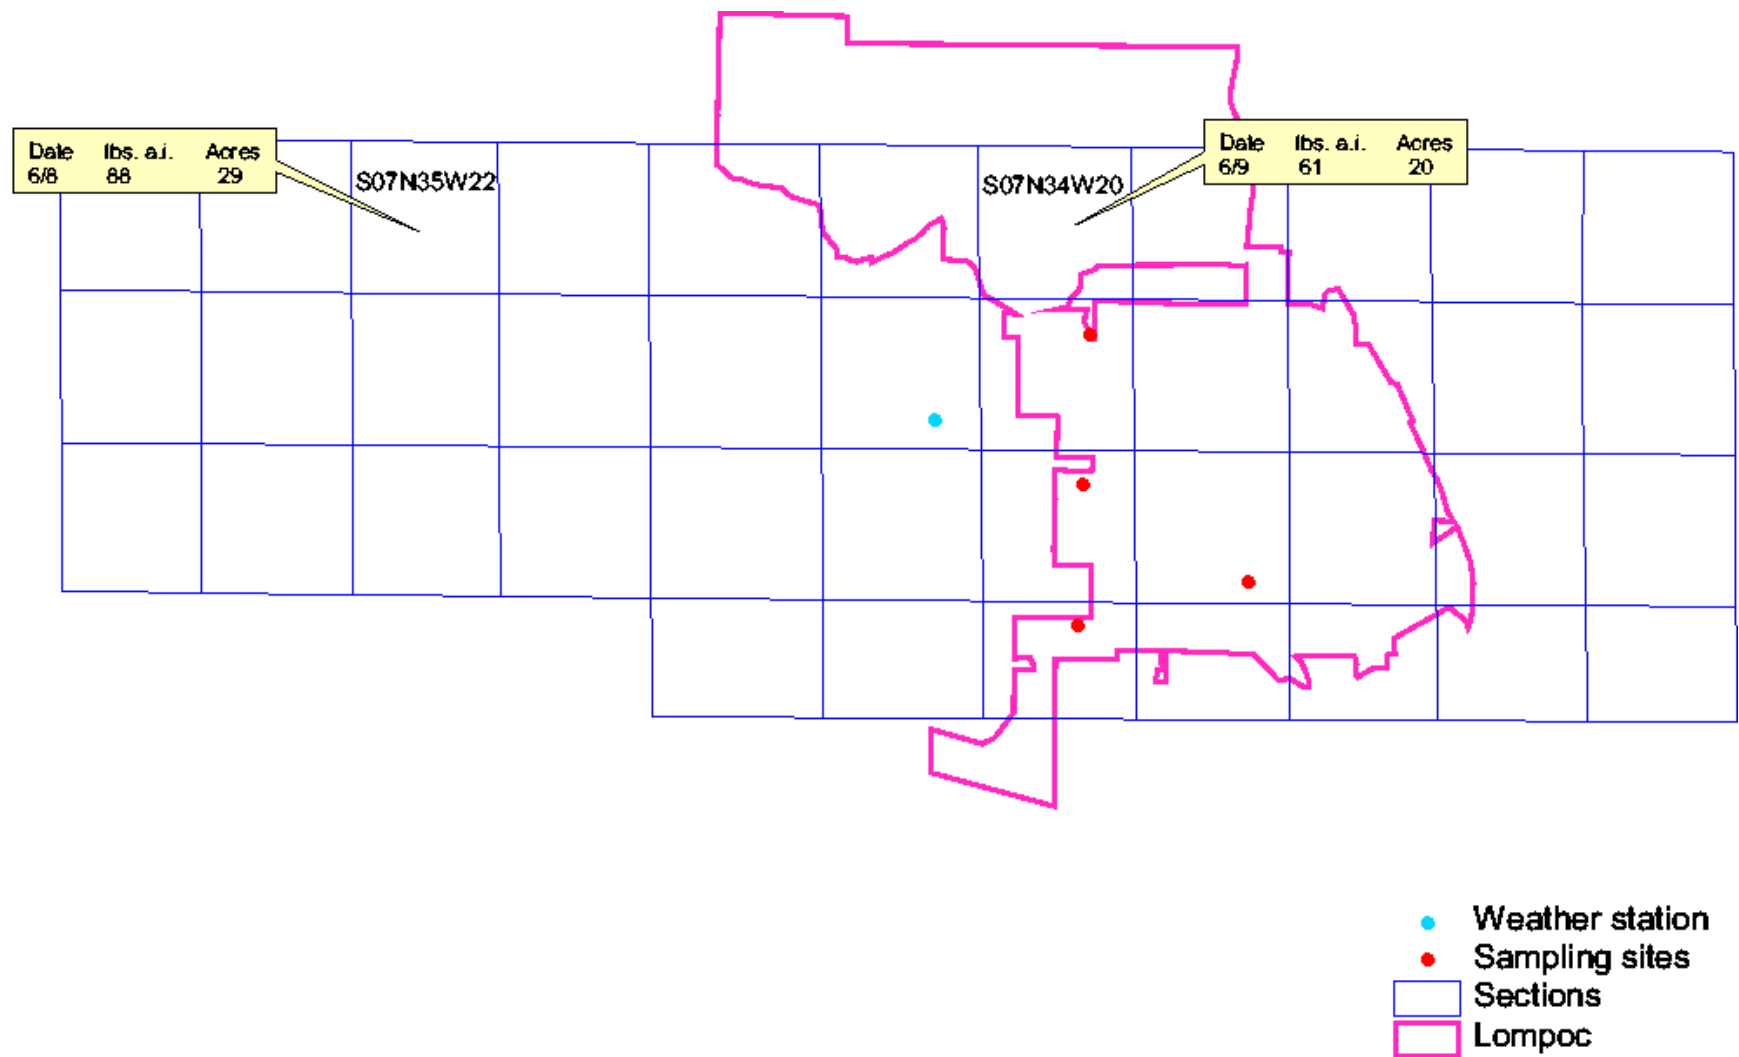 Date lbs. a.i. Acres
6/8 88 29
S07N35W22
S07N34W20
Date lbs. a.i. Acres
6/9 61 20
Weather station
Sampling sites
Sections
Lompoc